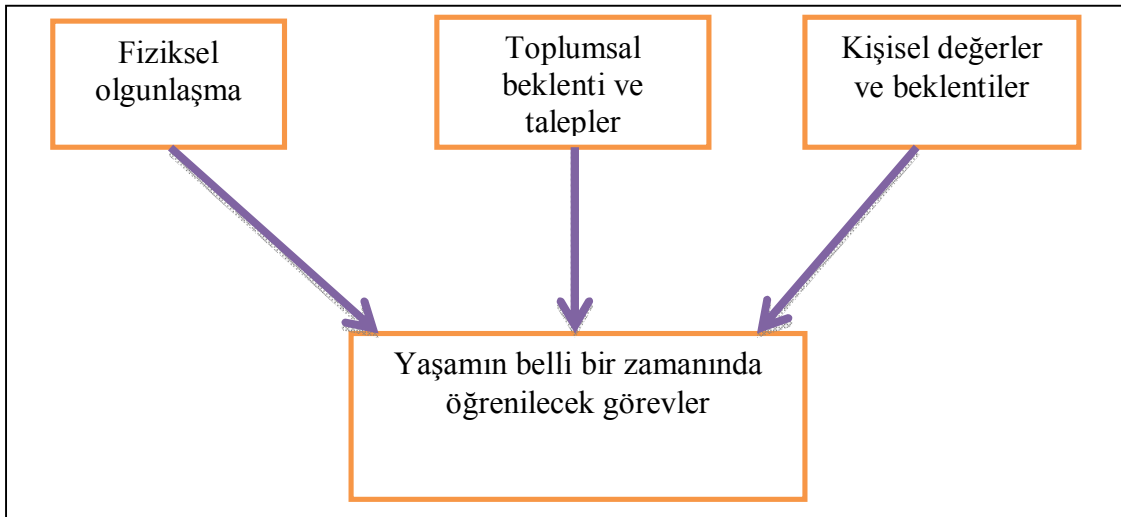 Fiziksel
olgunlaşma
Toplumsal
beklenti ve
talepler
Kişisel değerler
ve beklentiler
Yaşamın belli bir zamanında
öğrenilecek görevler